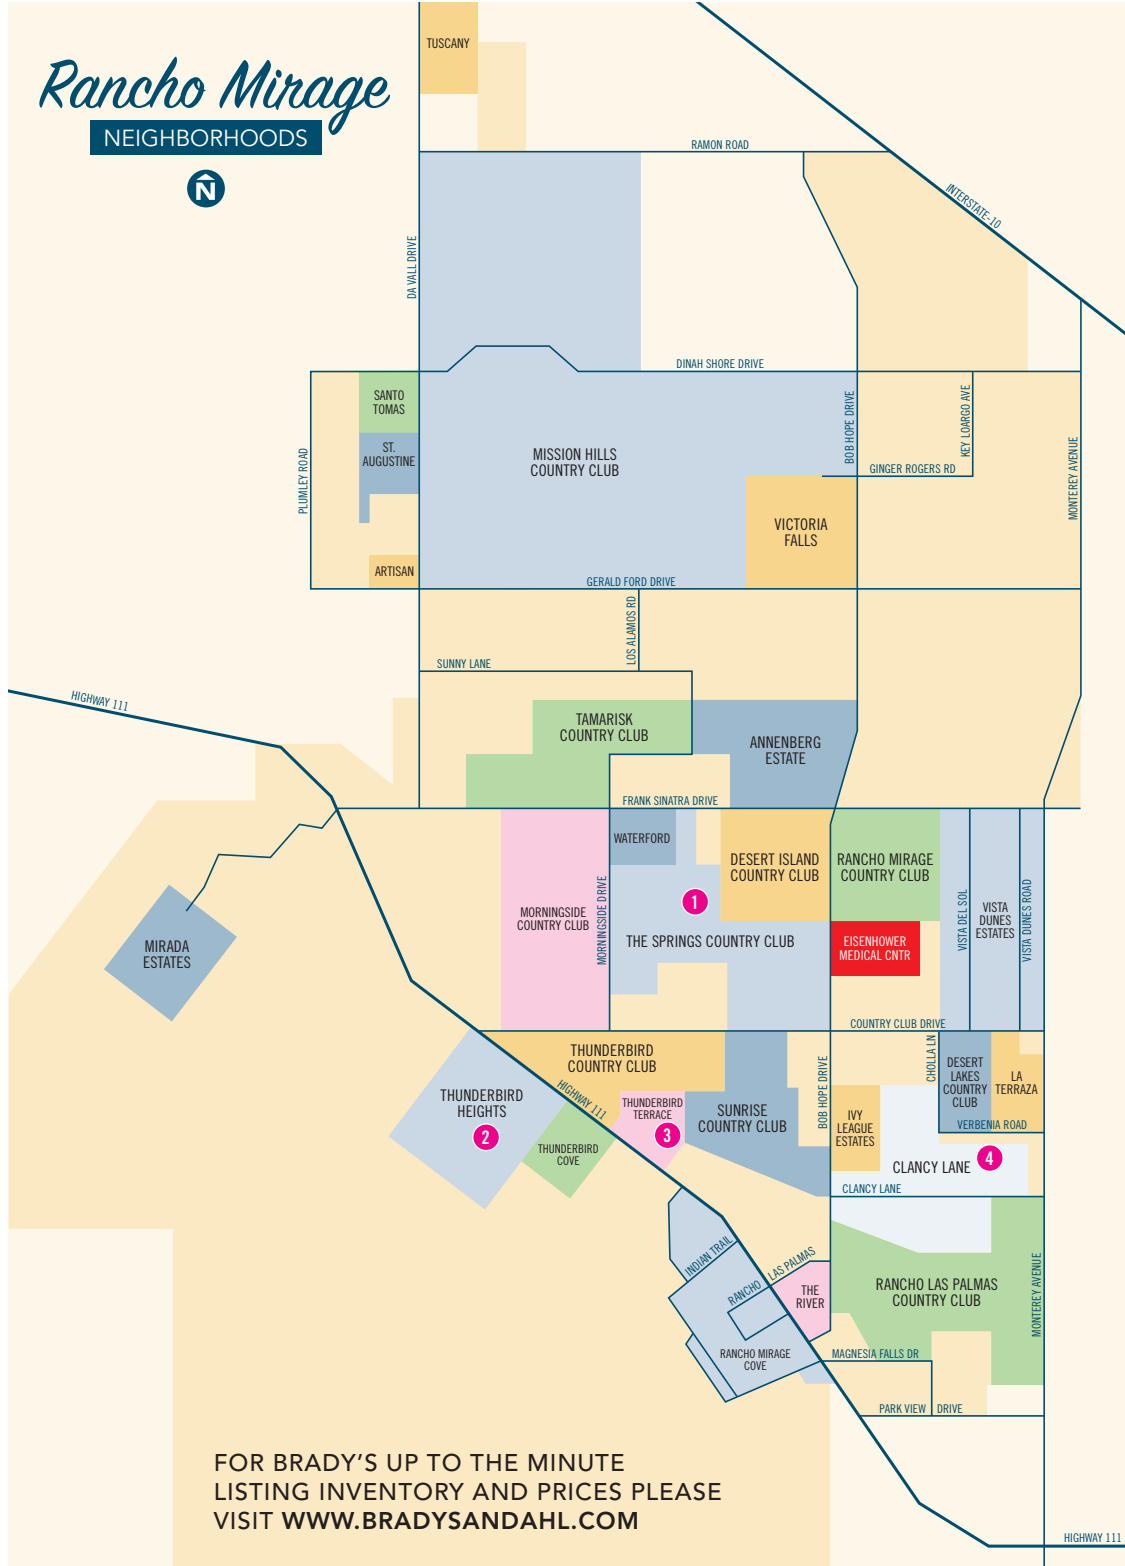 Rancho Mirage
NEIGHBORHOODS
N
TUSCANY
RAMON ROAD
INTERSTATE-10
DA VALL DRIVE
DINAH SHORE DRIVE
SANTO
TOMAS
ST.
AUGUSTINE
PLUMLEY ROAD
ARTISAN
MISSION HILLS
COUNTRY CLUB
BOB HOPE DRIVE
KEY LOARGO AVE
GINGER ROGERS RD
MONTEREY AVENUE
VICTORIA
FALLS
GERALD FORD DRIVE
LOS ALAMOS RD
SUNNY LANE
HIGHWAY 111
TAMARISK
COUNTRY CLUB
ANNENBERG
ESTATE
FRANK SINATRA DRIVE
WATERFORD
DESERT ISLAND
COUNTRY CLUB
RANCHO MIRAGE
COUNTRY CLUB
MORNINGSIDE
COUNTRY CLUB
MORNINGSIDE DRIVE
1
THE SPRINGS COUNTRY CLUB
EISENHOWER
MEDICAL CNTR
VISTA DEL SOL
VISTA
DUNES
ESTATES
VISTA DUNES ROAD
MIRADA
ESTATES
COUNTRY CLUB DRIVE
THUNDERBIRD
COUNTRY CLUB
HIGHWAY 111
THUNDERBIRD
HEIGHTS
2
THUNDERBIRD
COVE
THUNDERBIRD
TERRACE
3
SUNRISE
COUNTRY CLUB
BOB HOPE DRIVE
CHOLLA LN
DESERT
LAKES
COUNTRY
CLUB
LA
TERRAZA
IVY
LEAGUE
ESTATES
VERBENIA ROAD
CLANCY LANE
4
CLANCY LANE
INDIAN TRAIL
RANCHO
LAS PALMAS
THE
RIVER
RANCHO LAS PALMAS
COUNTRY CLUB
MONTEREY AVENUE
RANCHO MIRAGE
COVE
MAGNESIA FALLS DR
PARK VIEW DRIVE
HIGHWAY 111
FOR BRADY'S UP TO THE MINUTE
LISTING INVENTORY AND PRICES PLEASE
VISIT WWW.BRADYSANDAHL.COM